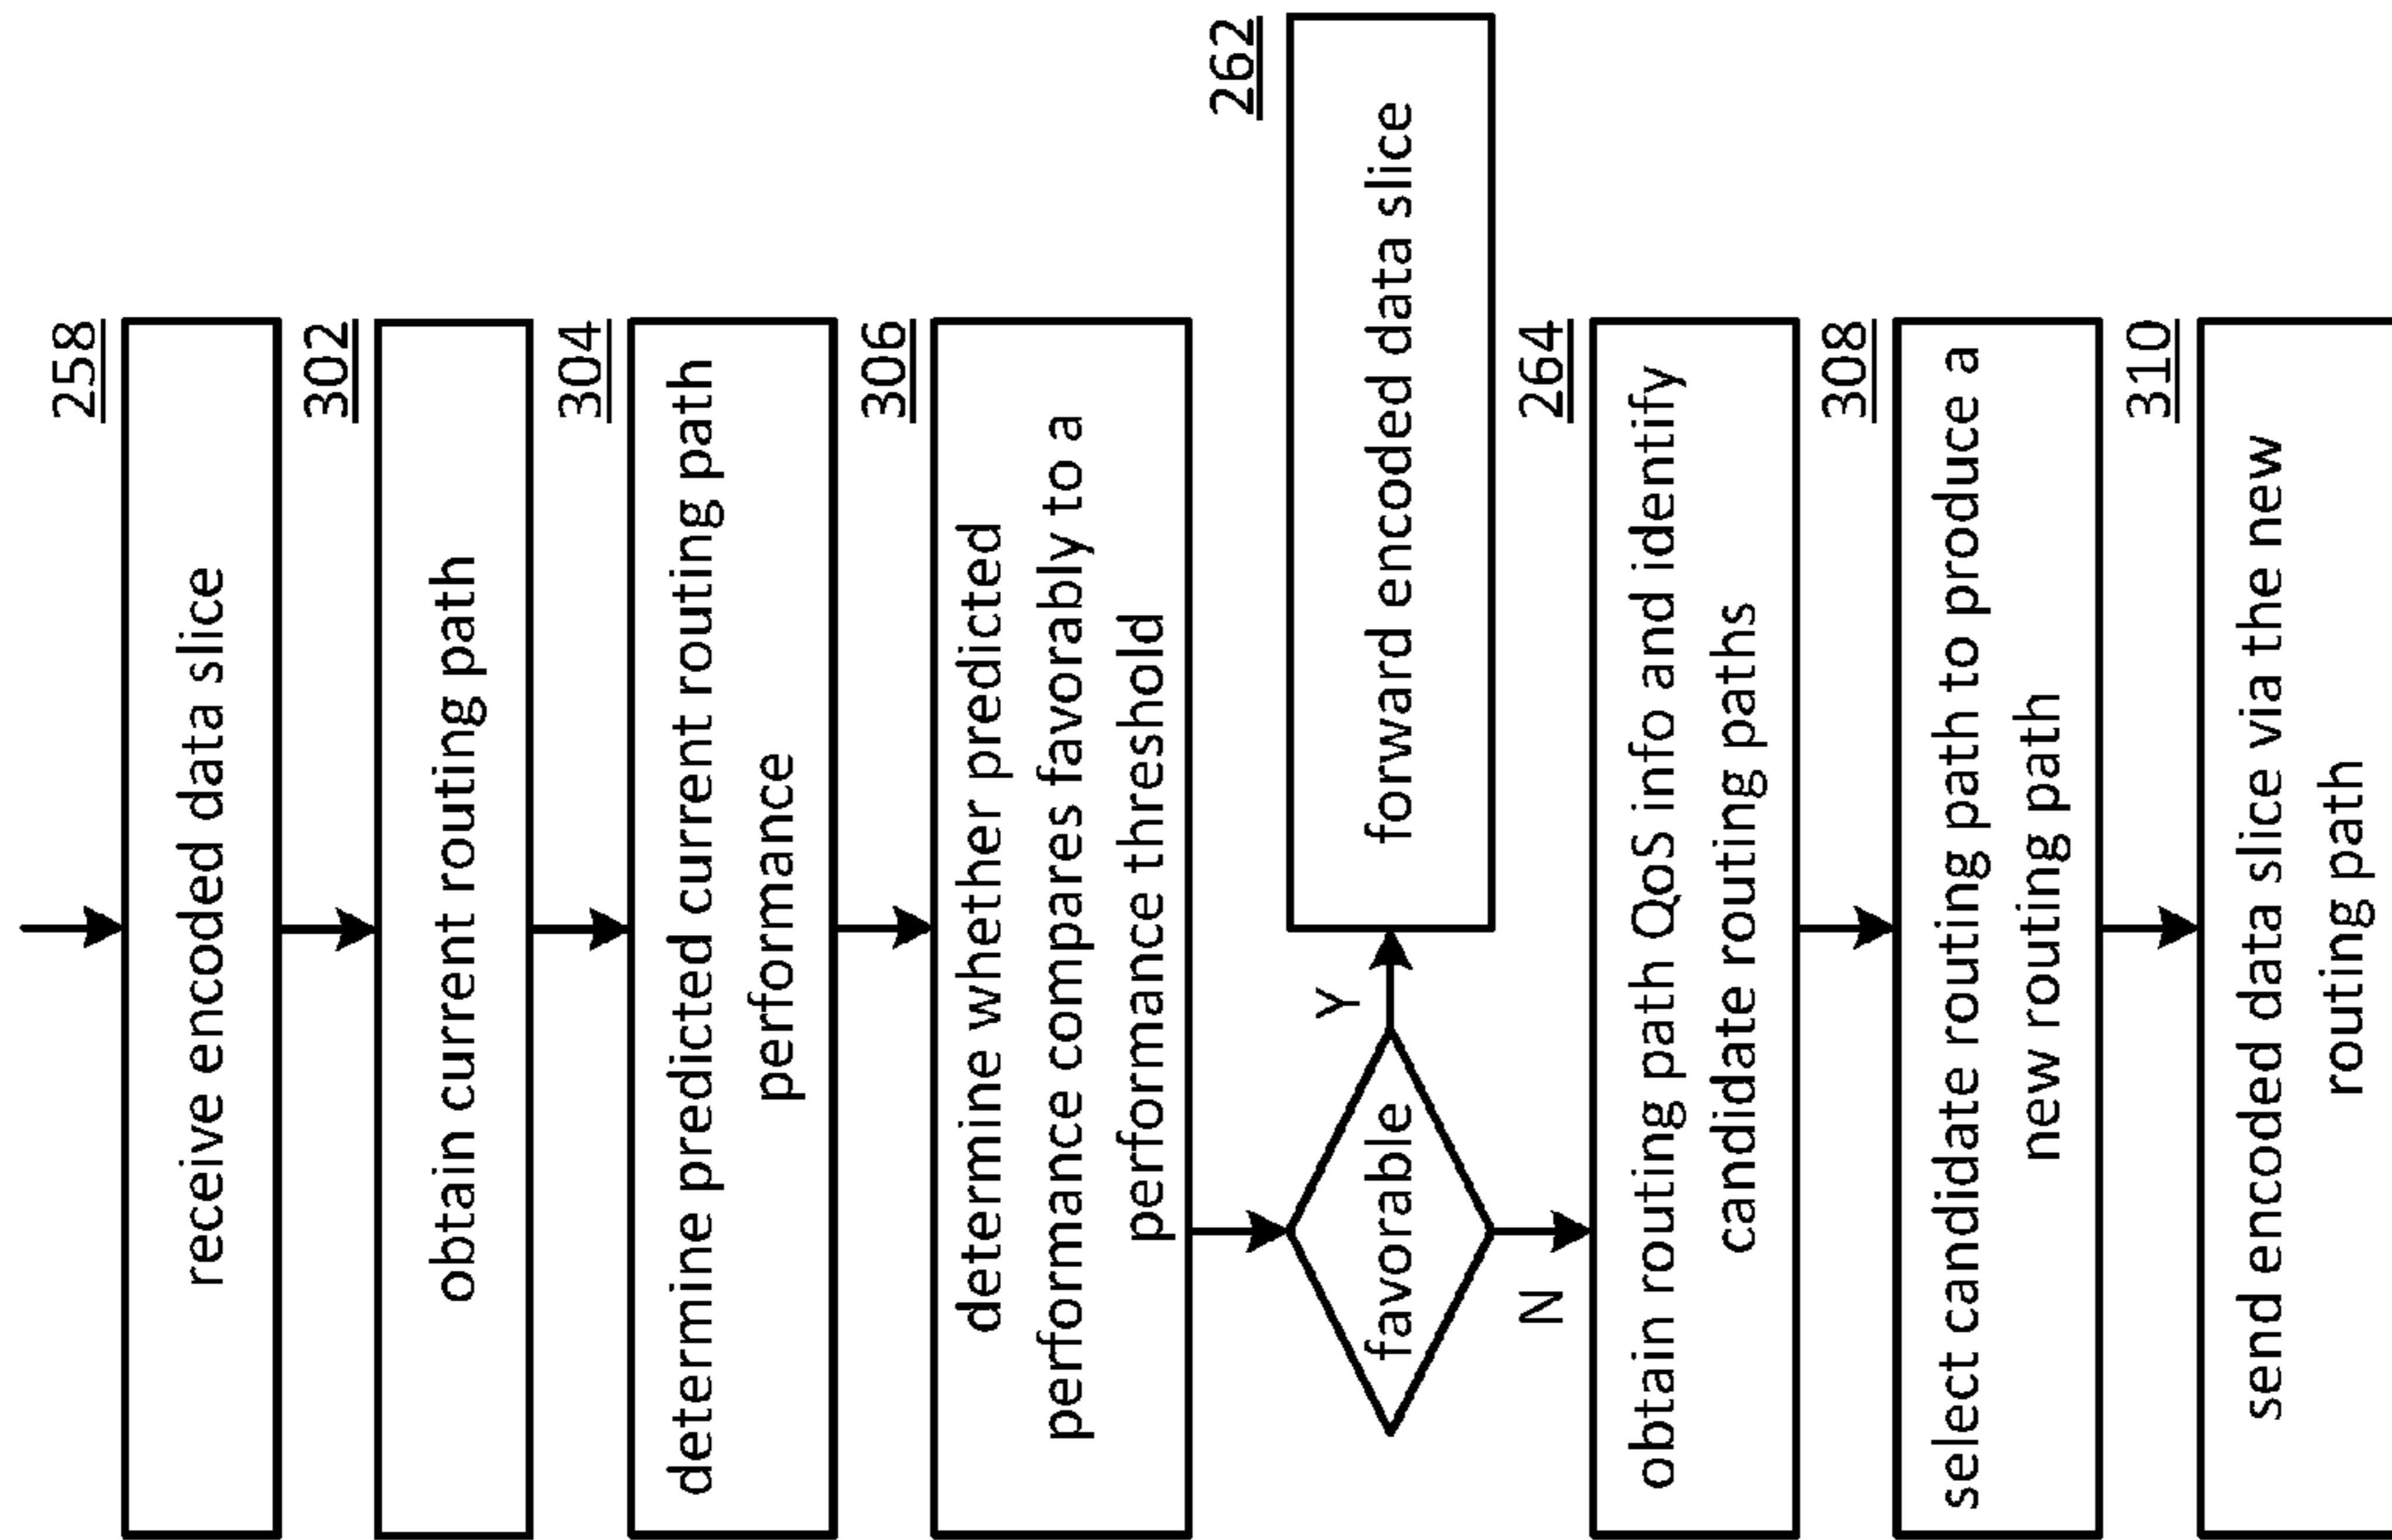 258
receive encoded data slice
302
obtain current routing path
304
determine predicted current routing path
performance
306
determine whether predicted
performance compares favorably to a
performance threshold
favorable
Y
262
forward encoded data slice
N
264
obtain routing path QoS info and identify
candidate routing paths
308
select candidate routing path to produce a
new routing path
310
send encoded data slice via the new
routing path